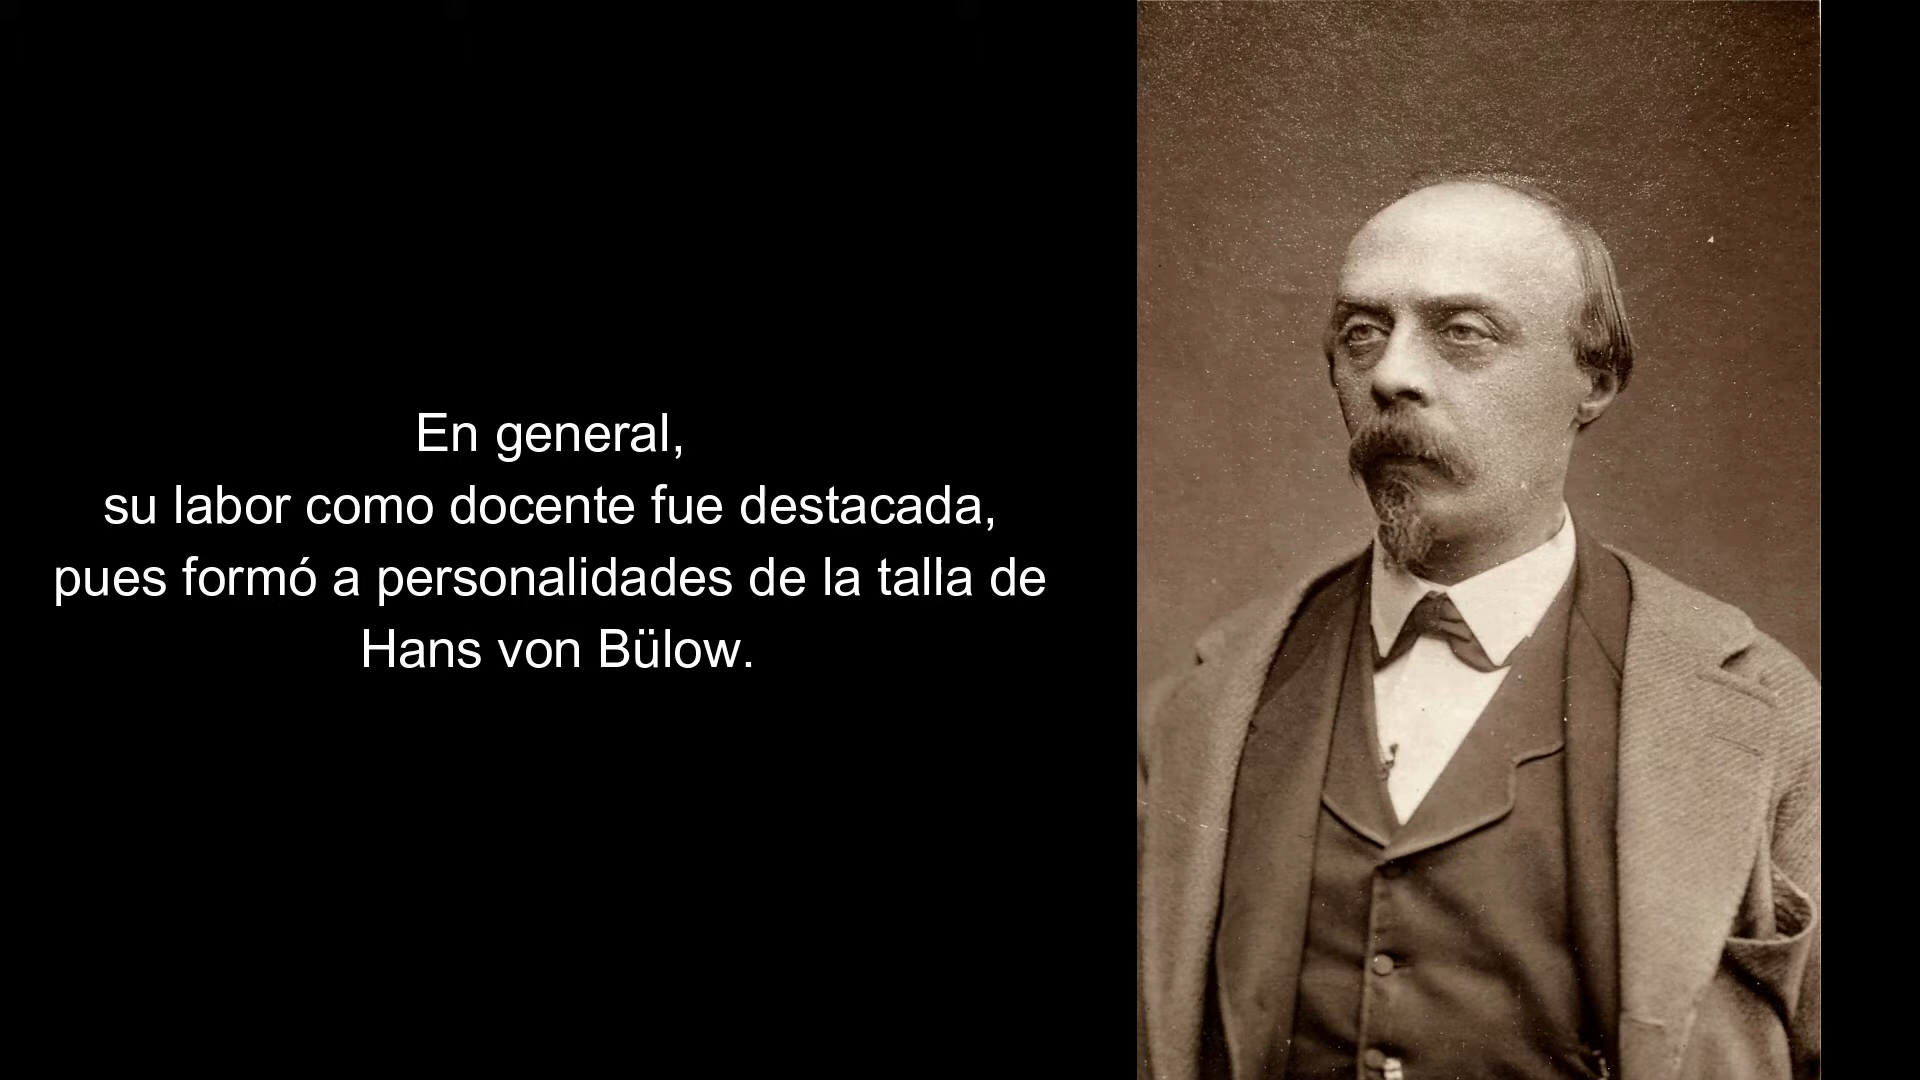 En general,
su labor como docente fue destacada,
pues formó a personalidades de la talla de
Hans von Bülow.